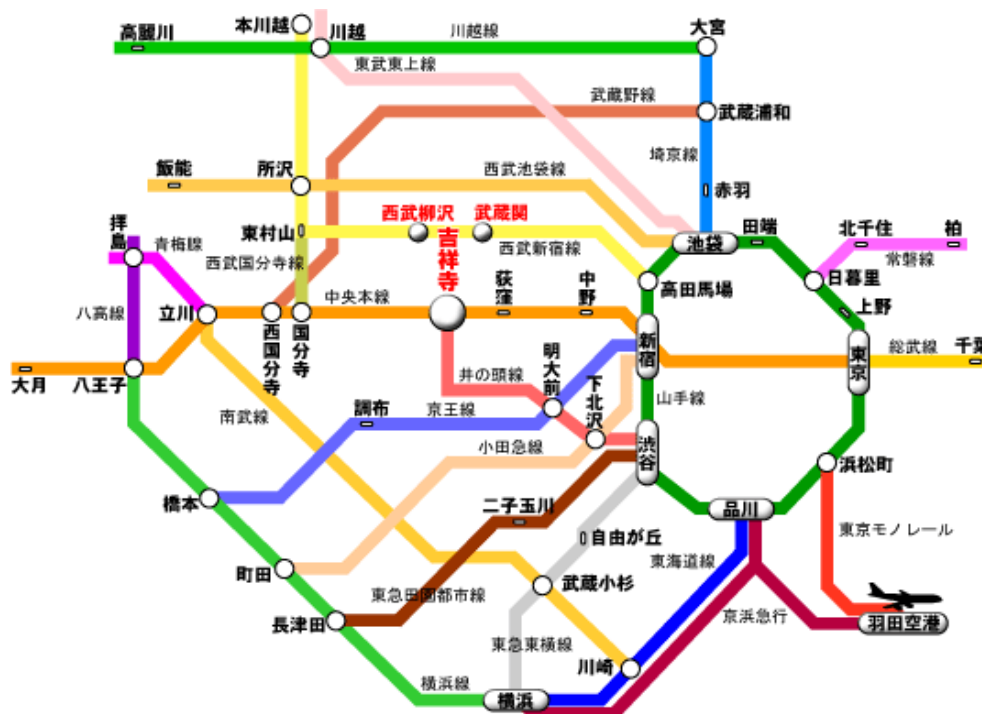 本川越
川越
高麗川
川越線
大宮
東武東上線
武蔵野線
武蔵浦和
埼京線
飯能
所沢
西武池袋線
赤羽
拝島
青梅線
東村山
西武柳沢
武蔵関
吉祥寺
西武新宿線
池袋
田端
北千住
柏
常磐線
西武国分寺線
高田馬場
日暮里
上野
八高線
立川
中央本線
荻窪
中野
西国分寺
国分寺
新宿
東京
総武線
千葉
大月
八王子
井の頭線
明大前
下北沢
山手線
南武線
調布
京王線
小田急線
渋谷
浜松町
橋本
二子玉川
品川
自由が丘
東京モノレール
東海道線
町田
武蔵小杉
東急田園都市線
長津田
京浜急行
羽田空港
東急東横線
川崎
横浜線
横浜